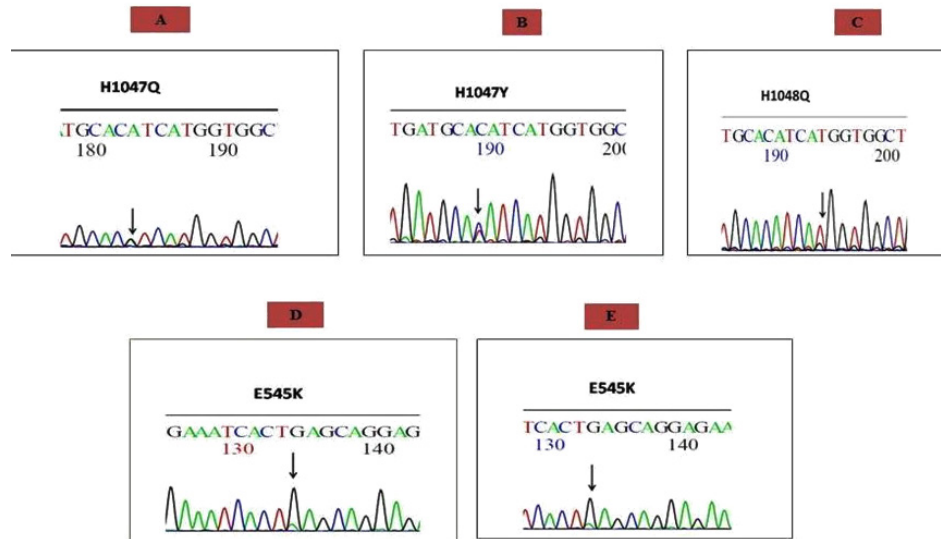 A
B
C
H1047Q
ATGCACATCATGGTGGC
180 190
H1047Y
TGATGCACATCATGGTGGC
190 200
H1048Q
TGCACATCATGGTGGCT
190 200
D
E
E545K
GAAATCACTGAGCAGGAG
130 140
E545K
TCACTGAGCAGGAGAA
130 140